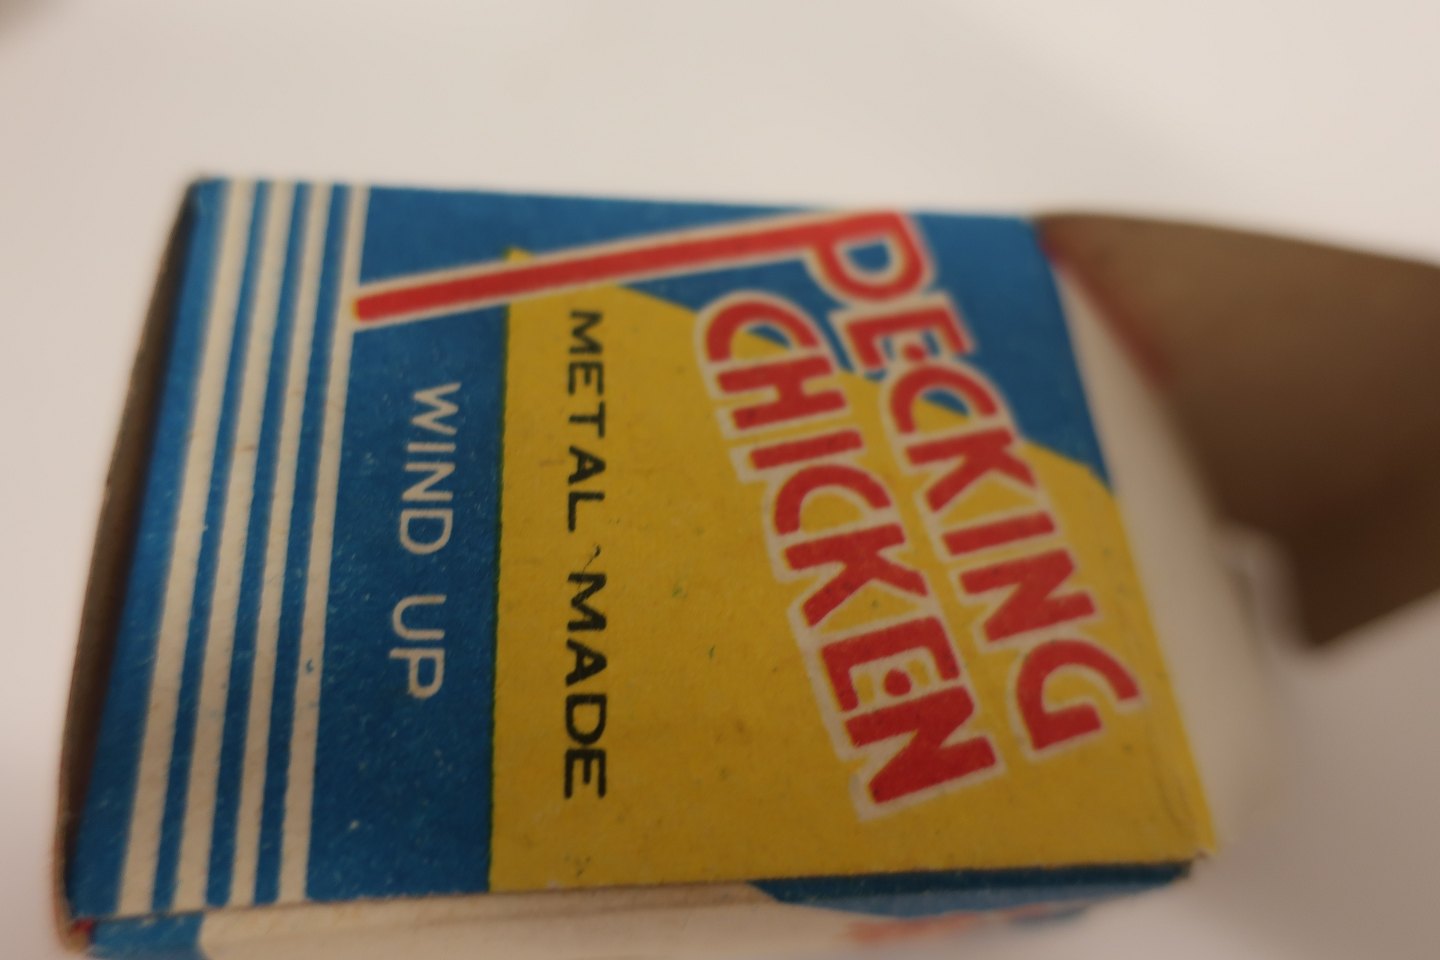 PECKING
CHICKEN
METAL MADE
WIND UP